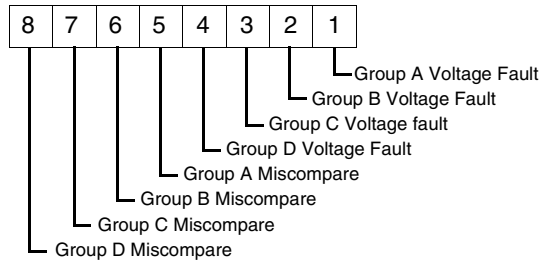 8 7 6 5 4 3 2 1
Group A Voltage Fault
Group B Voltage Fault
Group C Voltage fault
Group D Voltage Fault
Group A Miscompare
Group B Miscompare
Group C Miscompare
Group D Miscompare